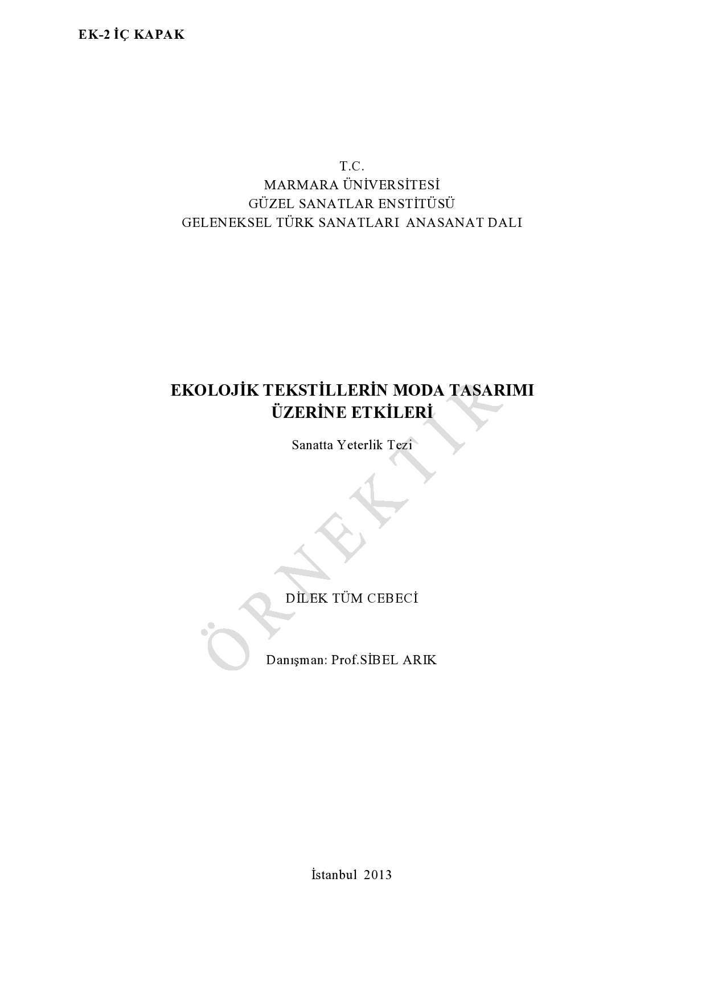 EK-2 İÇ KAPAK
T.C.
MARMARA ÜNİVERSİTESİ
GÜZEL SANATLAR ENSTİTÜSÜ
GELENEKSEL TÜRK SANATLARI  ANASANAT DALI
EKOLOJİK TEKSTİLLERİN MODA TASARIMI
ÜZERİNE ETKİLERİ
Sanatta Yeterlik Tezi
ÖRNEKTİR
DİLEK TÜM CEBECİ
Danışman: Prof.SİBEL ARIK
İstanbul  2013